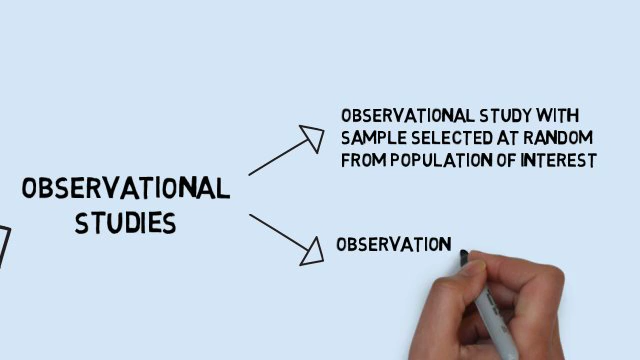 OBSERVATIONAL STUDY WITH
SAMPLE SELECTED AT RANDOM
FROM POPULATION OF INTEREST
OBSERVATIONAL
STUDIES
OBSERVATION